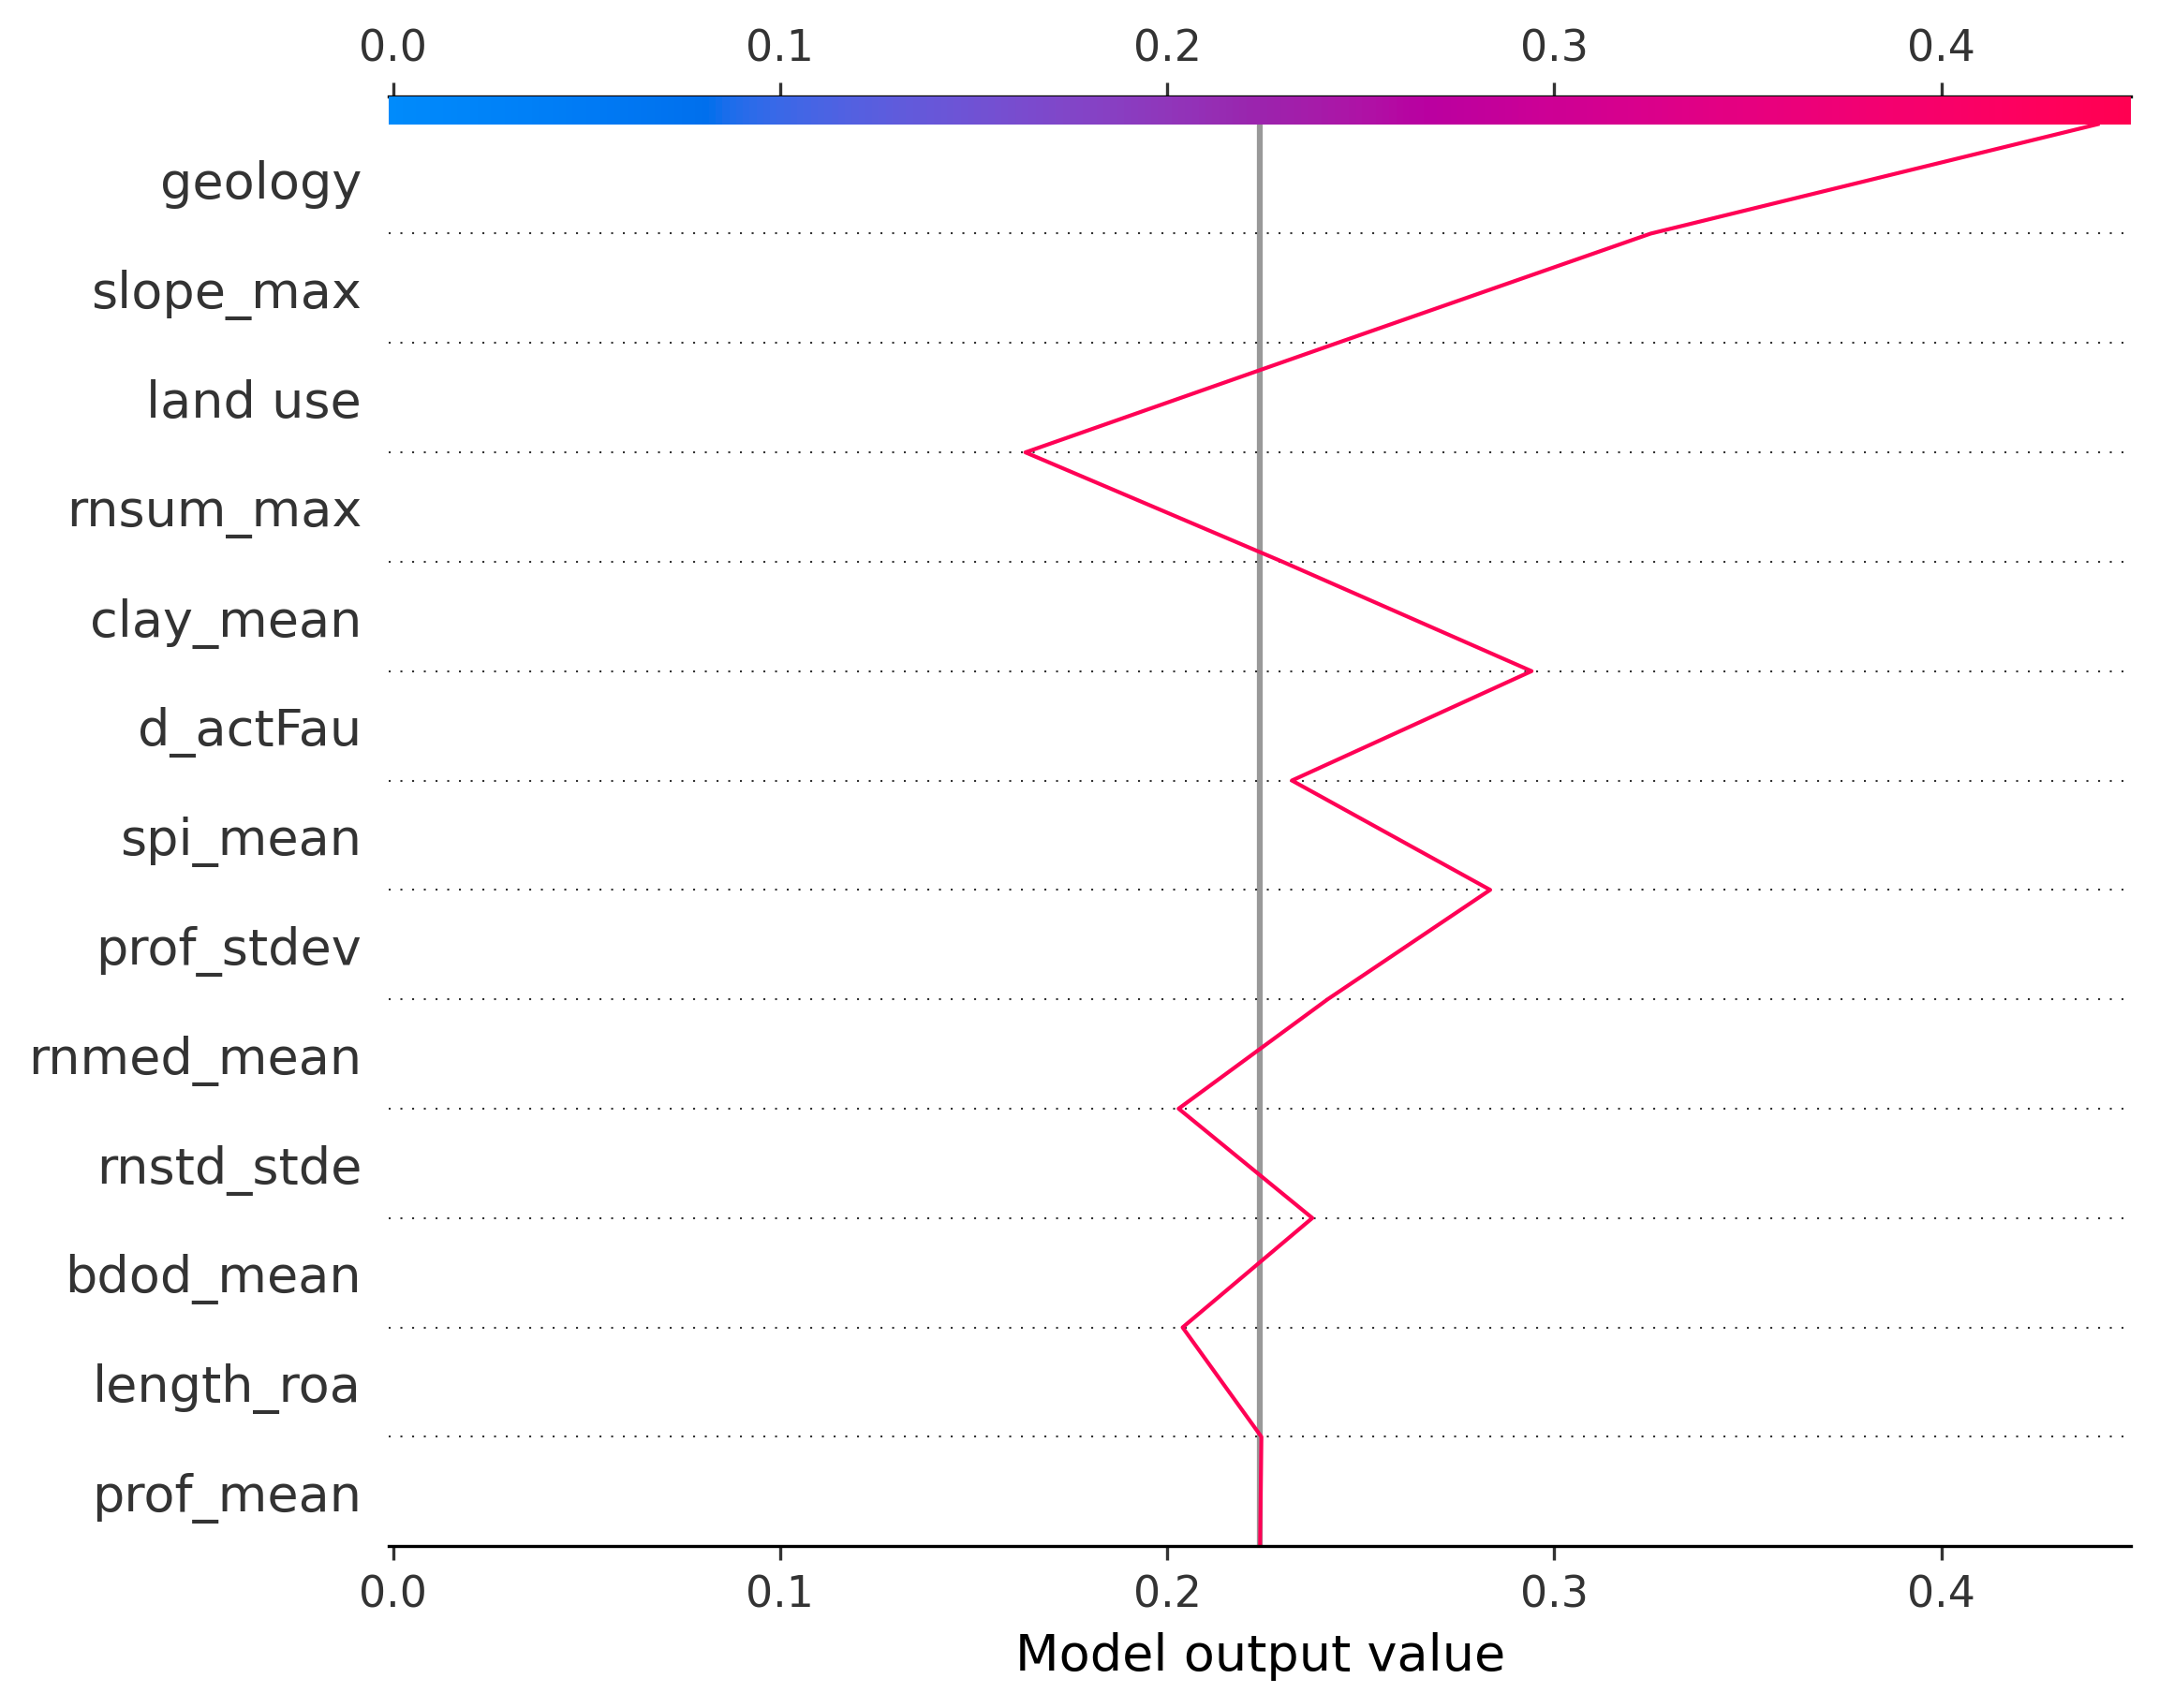 0.0 0.1 0.2 0.3 0.4
geology
slope_max
land use
rnsum_max
clay_mean
d_actFau
spi_mean
prof_stdev
rnmed_mean
rnstd_stde
bdod_mean
length_roa
prof_mean
0.0 0.1 0.2 0.3 0.4
Model output value